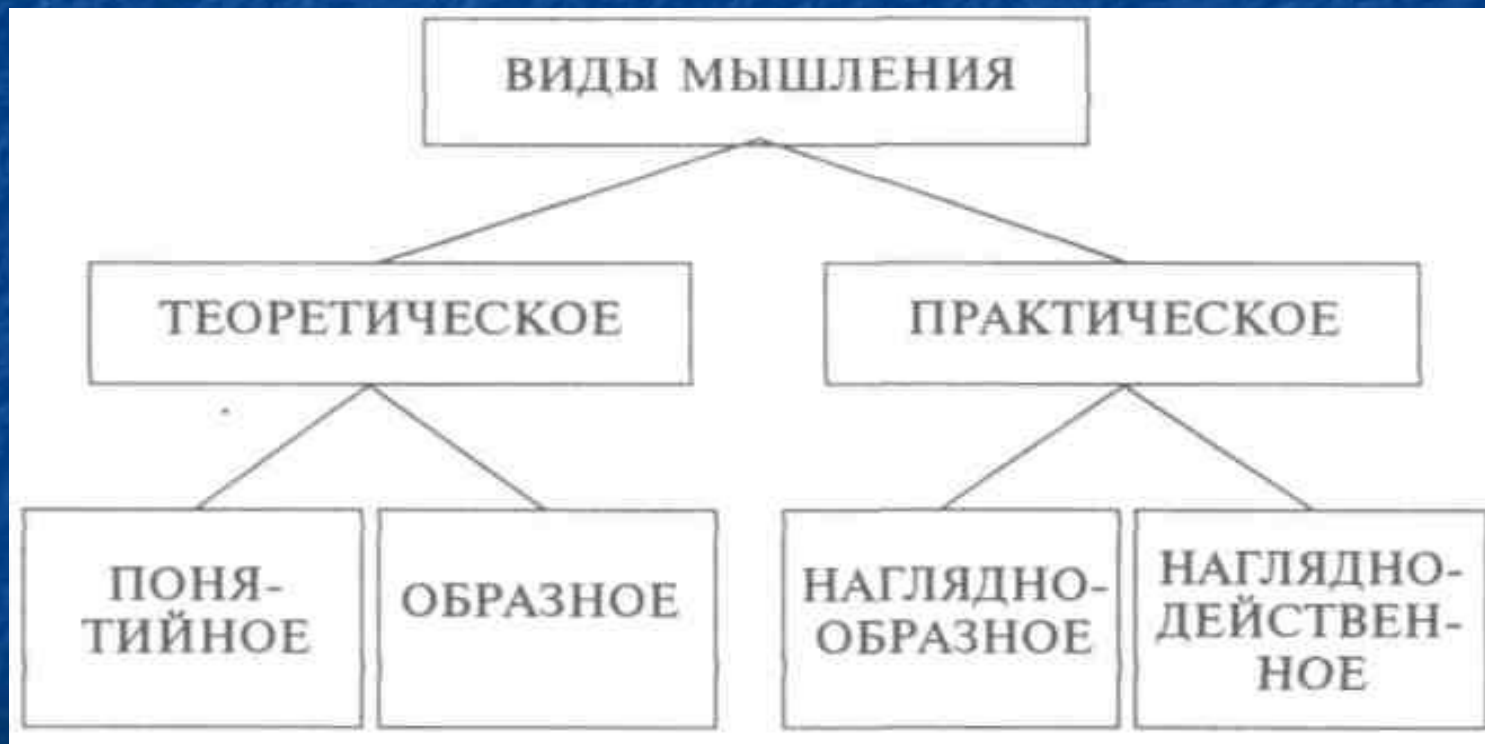 ВИДЫ МЫШЛЕНИЯ
ТЕОРЕТИЧЕСКОЕ
ПРАКТИЧЕСКОЕ
ПОНЯ-
ТИЙНОЕ
ОБРАЗНОЕ
НАГЛЯДНО-
ОБРАЗНОЕ
НАГЛЯДНО-
ДЕЙСТВЕН-
НОЕ